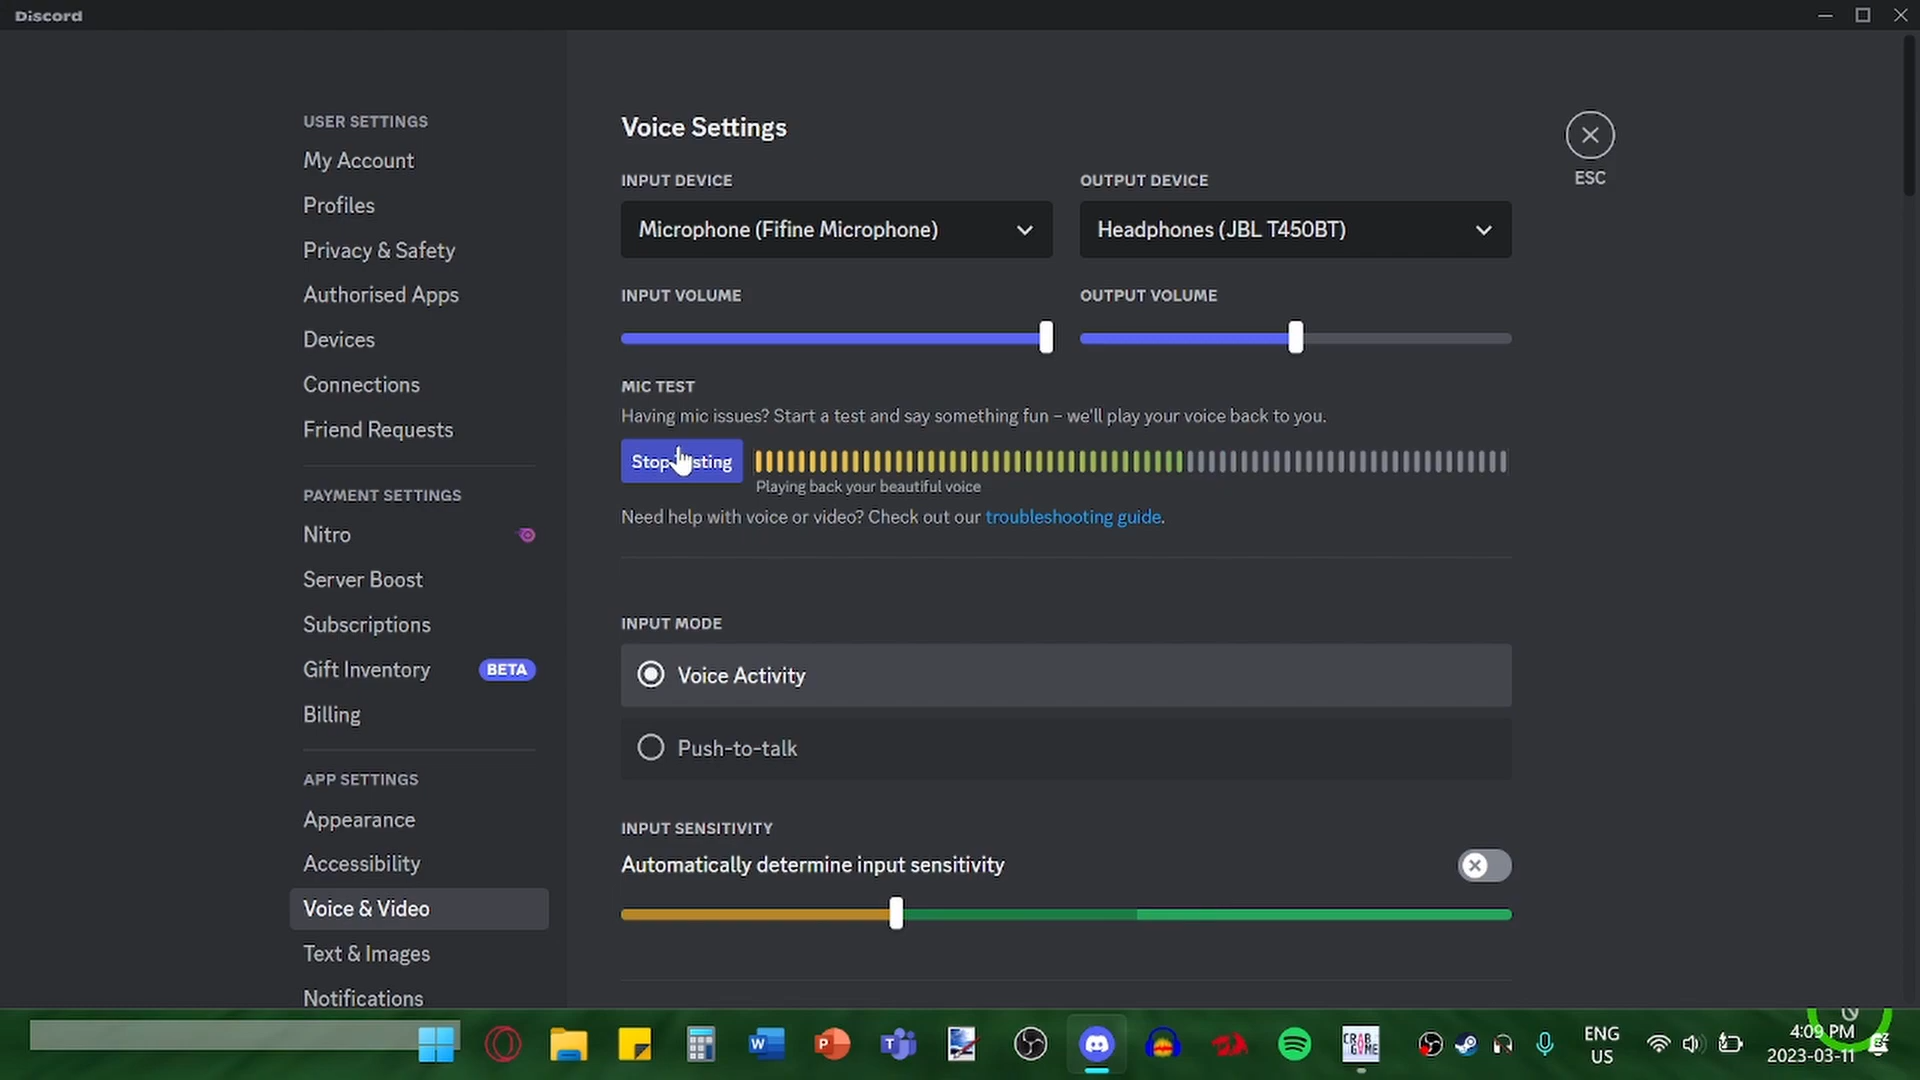 Discord
USER SETTINGS
My Account
Profiles
Privacy & Safety
Authorised Apps
Devices
Connections
Friend Requests
PAYMENT SETTINGS
Nitro
Server Boost
Subscriptions
Gift Inventory BETA
Billing
APP SETTINGS
Appearance
Accessibility
Voice & Video
Text & Images
Notifications
Voice Settings
ESC
INPUT DEVICE
Microphone (Fifine Microphone)
OUTPUT DEVICE
Headphones (JBL T450BT)
INPUT VOLUME
OUTPUT VOLUME
MIC TEST
Having mic issues? Start a test and say something fun – we'll play your voice back to you.
Stop sting
Playing back your beautiful voice
Need help with voice or video? Check out our troubleshooting guide.
INPUT MODE
Voice Activity
Push-to-talk
INPUT SENSITIVITY
Automatically determine input sensitivity
W
P
T
CRAB
GAME
ENG
US
4:09 PM
2023-03-11